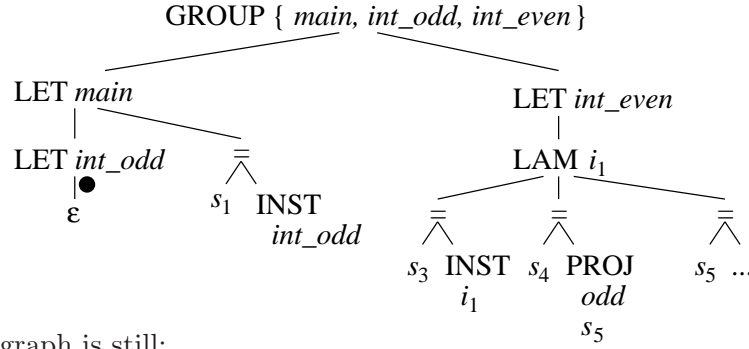 GROUP { main, int_odd, int_even }
LET main
LET int_even
LET int_odd
=
LAM i1
ε
s1 INST
int_odd
= = =
s3 INST s4 PROJ s5 ...
i1 odd
s5
graph is still: